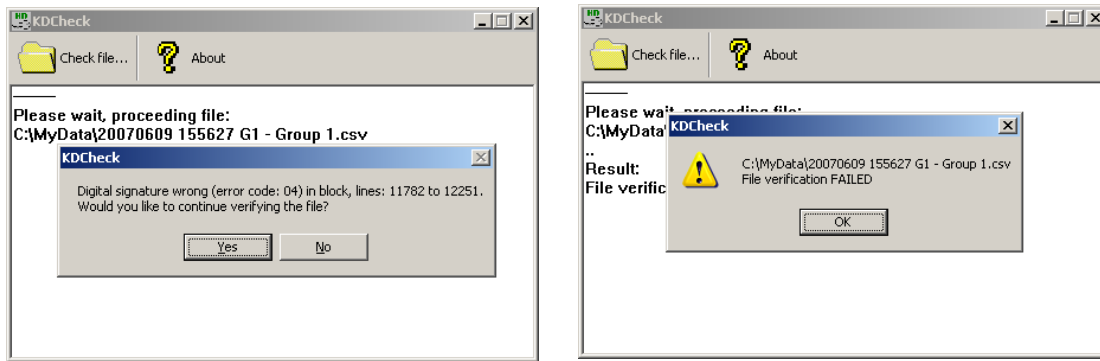 KDCheck
Check file...
About
Please wait, proceeding file:
C:\MyData\20070609 155627 G1 - Group 1.csv
KDCheck
Digital signature wrong (error code: 04) in block, lines: 11782 to 12251.
Would you like to continue verifying the file?
Yes
No
KDCheck
Check file...
About
Please wait, proceeding file:
C:\MyData\
..
Result:
File verific
KDCheck
C:\MyData\20070609 155627 G1 - Group 1.csv
File verification FAILED
OK